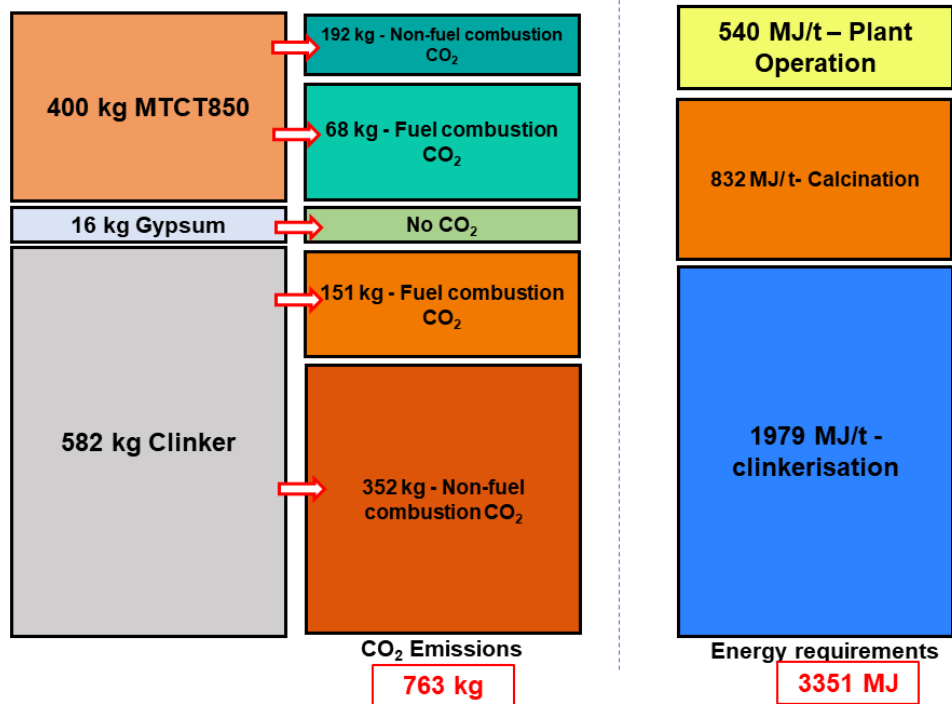 400 kg MTCT850
16 kg Gypsum
582 kg Clinker
192 kg - Non-fuel combustion
CO₂
68 kg - Fuel combustion
CO₂
No CO₂
151 kg - Fuel combustion
CO₂
352 kg - Non-fuel
combustion CO₂
CO₂ Emissions
763 kg
540 MJ/t – Plant
Operation
832 MJ/ t- Calcination
1979 MJ/t -
clinkerisation
Energy requirements
3351 MJ